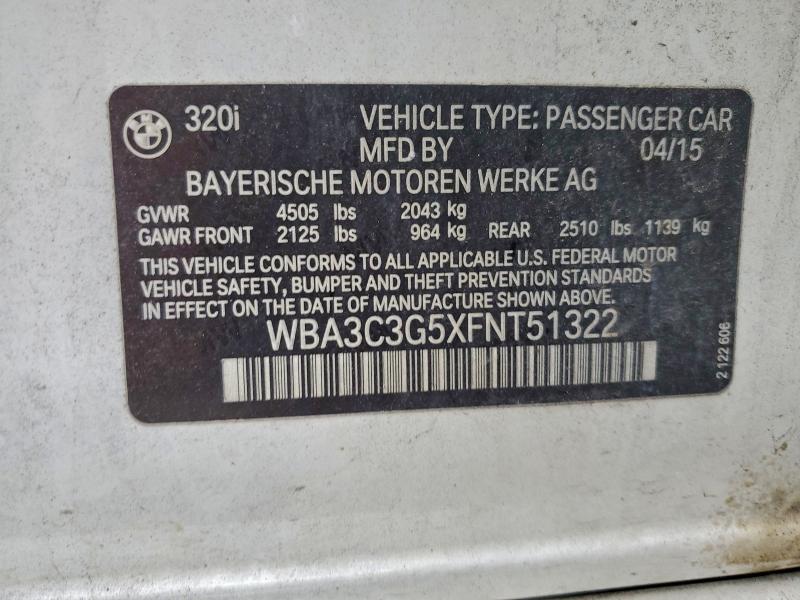 BMW
320i VEHICLE TYPE: PASSENGER CAR
MFD BY 04/15
BAYERISCHE MOTOREN WERKE AG
GVWR 4505 lbs 2043 kg
GAWR FRONT 2125 lbs 964 kg REAR 2510 lbs 1139 kg
THIS VEHICLE CONFORMS TO ALL APPLICABLE U.S. FEDERAL MOTOR
VEHICLE SAFETY, BUMPER AND THEFT PREVENTION STANDARDS
IN EFFECT ON THE DATE OF MANUFACTURE SHOWN ABOVE.
WBA3C3G5XFNT51322
2 122 606